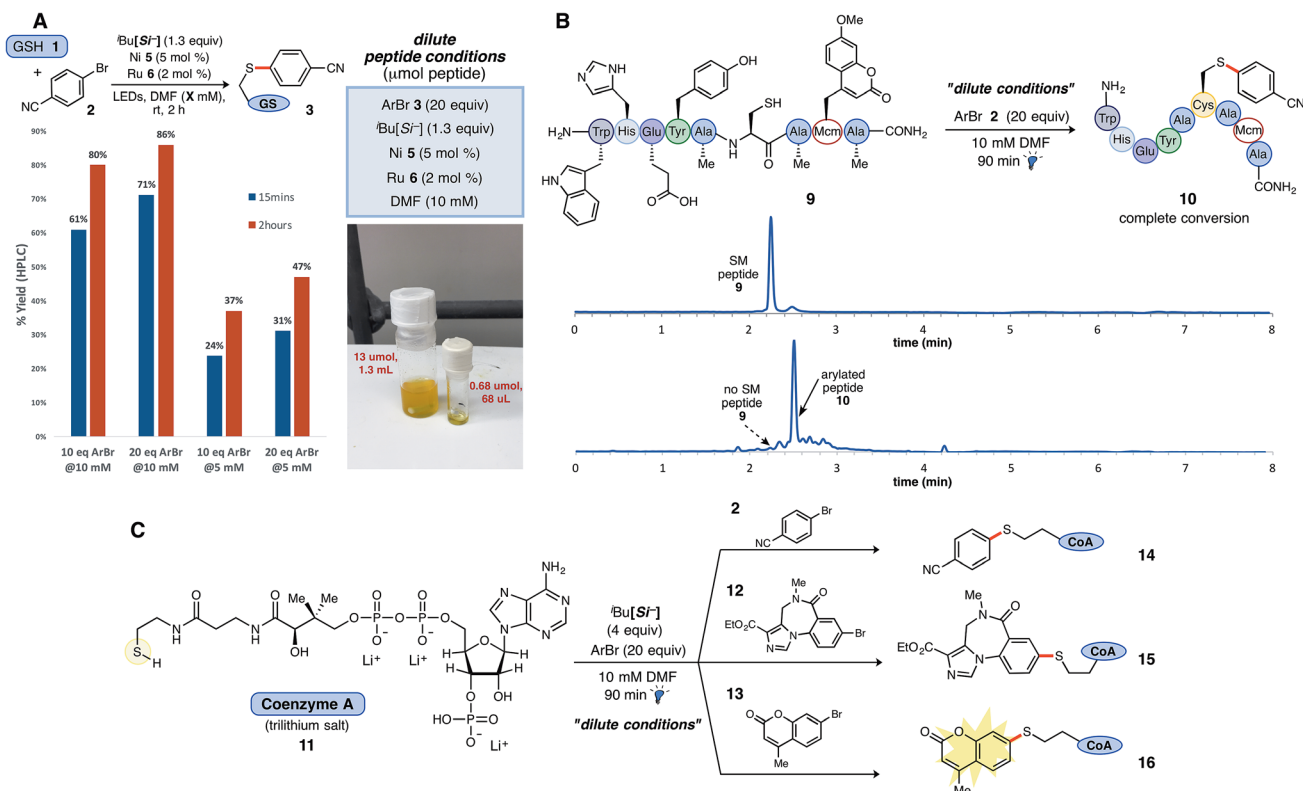 A
GSH 1
+
Br
NC
2
iBu[Si–] (1.3 equiv)
Ni 5 (5 mol %)
Ru 6 (2 mol %)
LEDs, DMF (X mM),
rt, 2 h
S
CN
GS
3
dilute
peptide conditions
(μmol peptide)
ArBr 3 (20 equiv)
iBu[Si–] (1.3 equiv)
Ni 5 (5 mol %)
Ru 6 (2 mol %)
DMF (10 mM)
% Yield (HPLC)
90%
80%
70%
60%
50%
40%
30%
20%
10%
0%
61%
80%
71%
86%
24%
37%
31%
47%
15mins
2hours
10 eq ArBr
@10 mM
20 eq ArBr
@10 mM
10 eq ArBr
@5 mM
20 eq ArBr
@5 mM
13 umol,
1.3 mL
0.68 umol,
68 uL
B
H2N
Trp
His
Glu
Tyr
Ala
Me
N
H
SH
O
Ala
Mcm
Ala
CONH2
Me
Me
N
NH
OH
OMe
O
O
HN
O
OH
9
"dilute conditions"
ArBr 2 (20 equiv)
10 mM DMF
90 min
NH2
Trp
His
Glu
Tyr
Ala
Cys
Ala
Mcm
Ala
CONH2
S
CN
10
complete conversion
SM
peptide
9
0 1 2 3 4 5 6 7 8
time (min)
no SM
peptide
9
arylated
peptide
10
0 1 2 3 4 5 6 7 8
time (min)
C
S
H
O
N
H
O
N
H
Me
Me
OH
O
O
P
O–
O
O
P
O–
O
Li+
Li+
NH2
N
N
N
N
O
H
H
H
H
O
OH
HO
P
O
O–
Li+
Coenzyme A
(trilithium salt)
11
iBu[Si–]
(4 equiv)
ArBr (20 equiv)
10 mM DMF
90 min
"dilute conditions"
2
Br
NC
12
Me
N
O
EtO2C
N
N
Br
13
O
O
Br
Me
NC
S
CoA
14
Me
N
O
EtO2C
N
N
S
CoA
15
O
O
S
CoA
Me
16